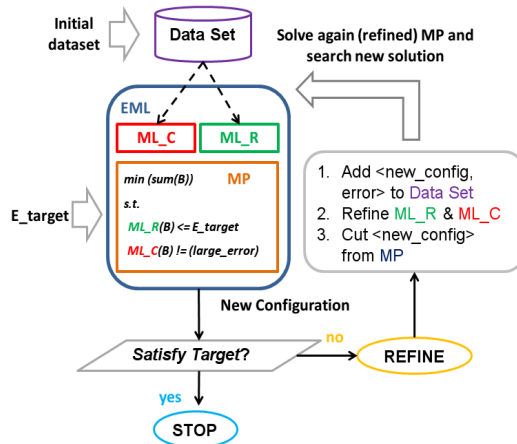 Initial
dataset
Data Set
Solve again (refined) MP and
search new solution
EML
ML_C
ML_R
min (sum(B))
MP
s.t.
ML_R(B) <= E_target
ML_C(B) != (large_error)
E_target
1. Add <new_config,
error> to Data Set
2. Refine ML_R & ML_C
3. Cut <new_config>
from MP
New Configuration
Satisfy Target?
no
REFINE
yes
STOP